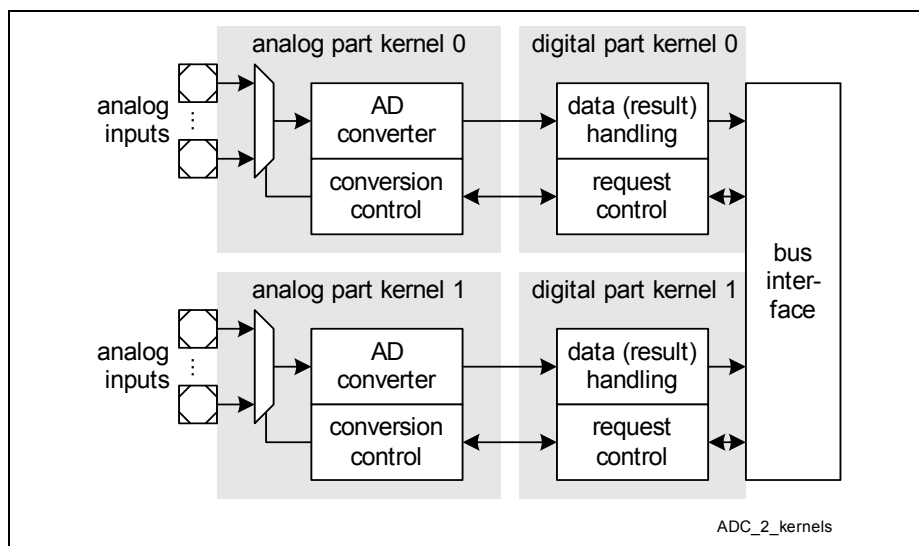 analog part kernel 0
digital part kernel 0
analog
inputs
AD
converter
data (result)
handling
conversion
control
request
control
bus
inter-
face
analog part kernel 1
digital part kernel 1
analog
inputs
AD
converter
data (result)
handling
conversion
control
request
control
ADC_2_kernels